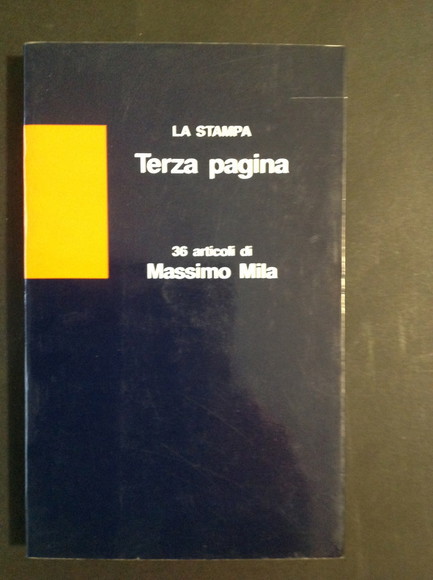 LA STAMPA
Terza pagina
36 articoli di
Massimo Mila